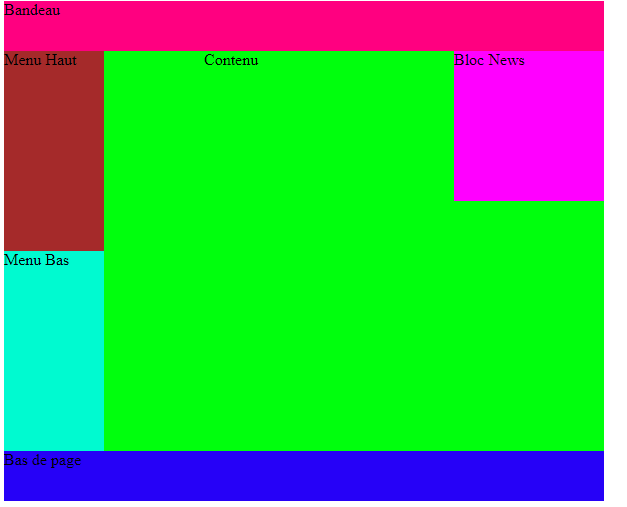 Bandeau
Menu Haut
Contenu
Bloc News
Menu Bas
Bas de page